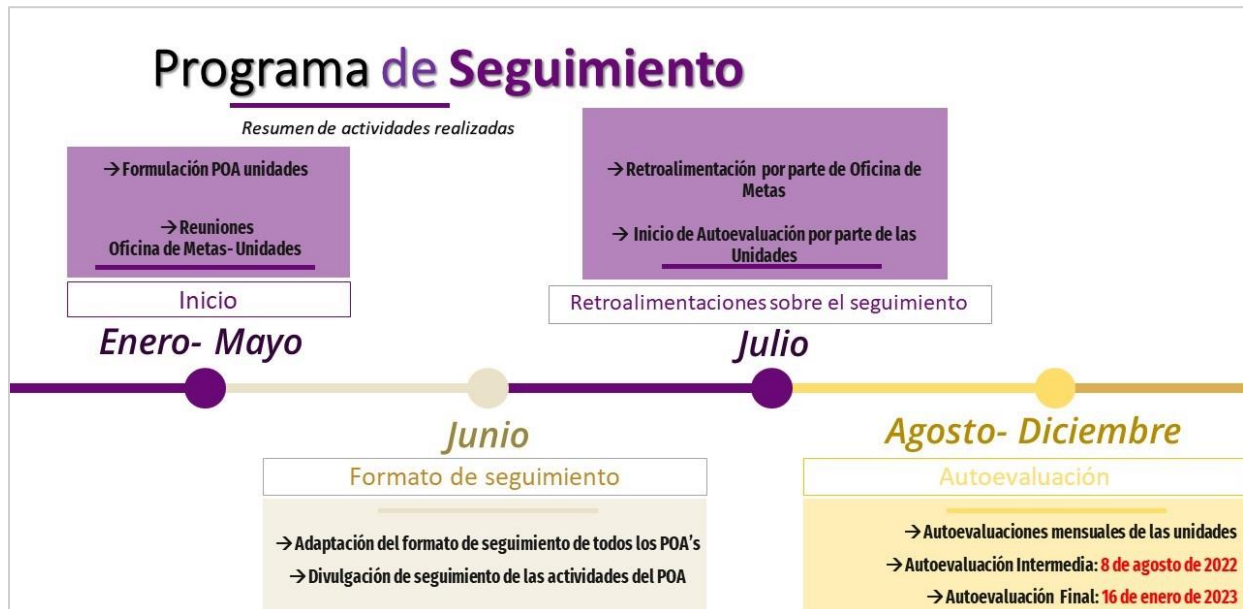 Programa de Seguimiento
Resumen de actividades realizadas
→ Formulación POA unidades
→ Reuniones
Oficina de Metas- Unidades
Inicio
Enero- Mayo
→ Retroalimentación por parte de Oficina de
Metas
→ Inicio de Autoevaluación por parte de las
Unidades
Retroalimentaciones sobre el seguimiento
Julio
Junio
Formato de seguimiento
→ Adaptación del formato de seguimiento de todos los POA's
→ Divulgación de seguimiento de las actividades del POA
Agosto- Diciembre
Autoevaluación
→ Autoevaluaciones mensuales de las unidades
→ Autoevaluación Intermedia: 8 de agosto de 2022
→ Autoevaluación Final: 16 de enero de 2023